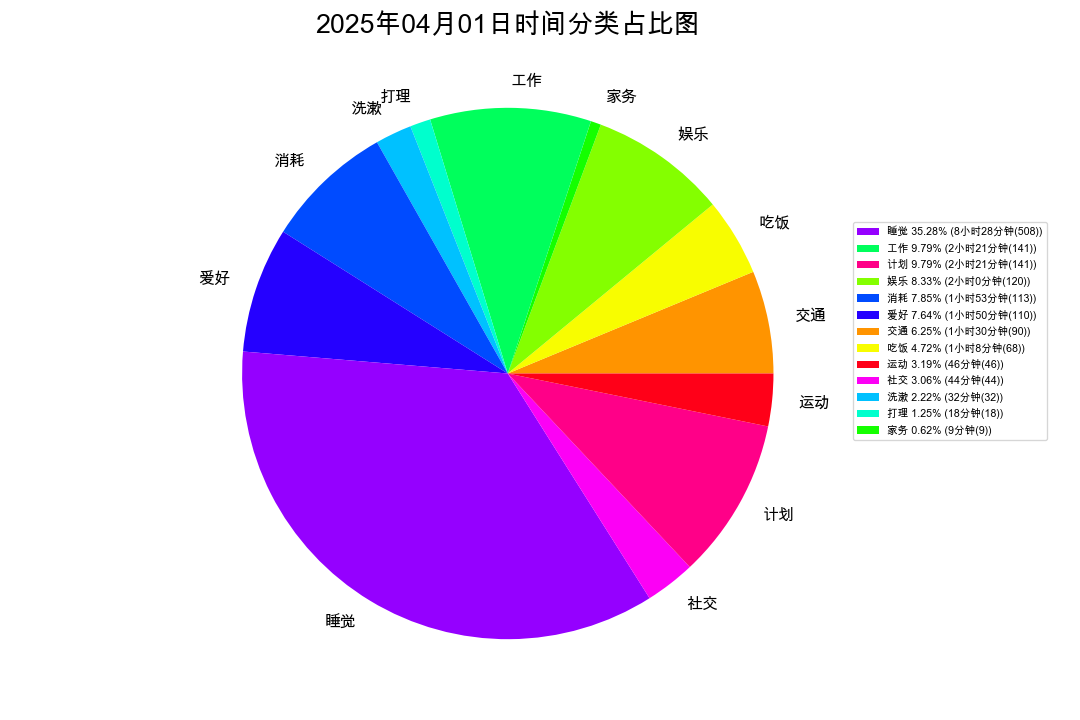 2025年04月01日时间分类占比图
工作
打理
家务
洗漱
娱乐
消耗
吃饭
爱好
交通
运动
计划
社交
睡觉
睡觉 35.28% (8小时28分钟(508))
工作 9.79% (2小时21分钟(141))
计划 9.79% (2小时21分钟(141))
娱乐 8.33% (2小时0分钟(120))
消耗 7.85% (1小时53分钟(113))
爱好 7.64% (1小时50分钟(110))
交通 6.25% (1小时30分钟(90))
吃饭 4.72% (1小时8分钟(68))
运动 3.19% (46分钟(46))
社交 3.06% (44分钟(44))
洗漱 2.22% (32分钟(32))
打理 1.25% (18分钟(18))
家务 0.62% (9分钟(9))